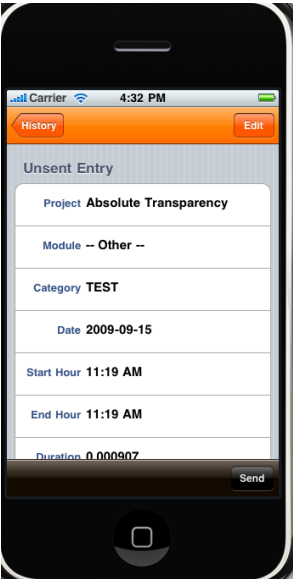 Carrier 4:32 PM
History Edit
Unsent Entry
Project Absolute Transparency
Module -- Other --
Category TEST
Date 2009-09-15
Start Hour 11:19 AM
End Hour 11:19 AM
Duration 0.000907
Send